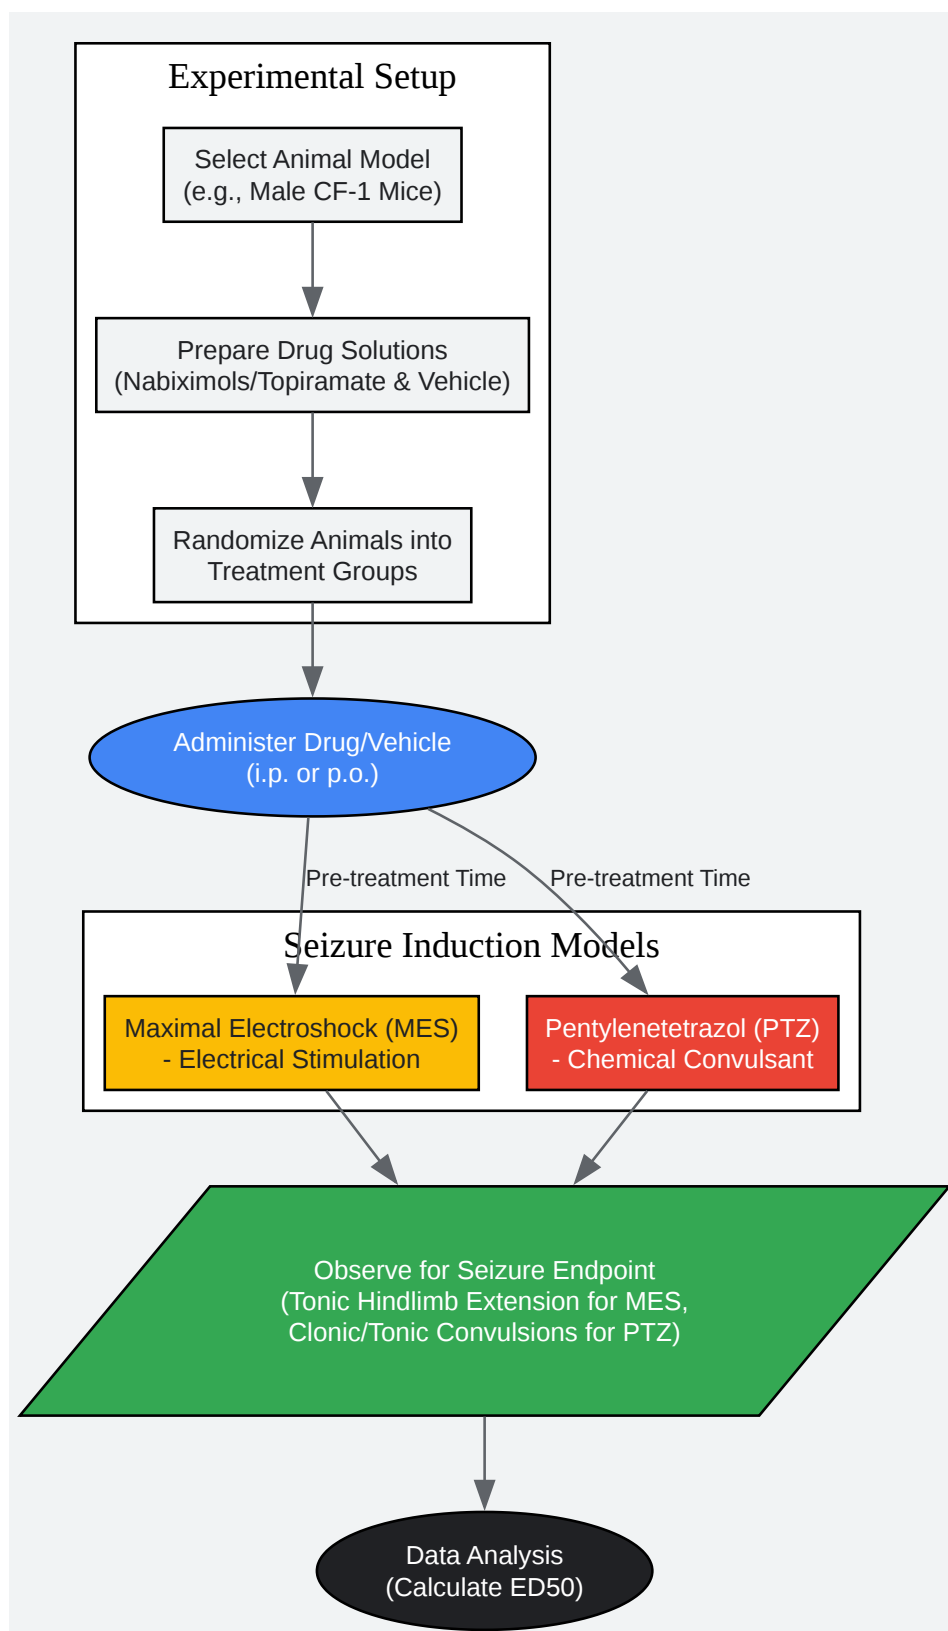 Experimental Setup
Select Animal Model
(e.g., Male CF-1 Mice)
Prepare Drug Solutions
(Nabiximols/Topiramate & Vehicle)
Randomize Animals into
Treatment Groups
Administer Drug/Vehicle
(i.p. or p.o.)
Pre-treatment Time
Pre-treatment Time
Seizure Induction Models
Maximal Electroshock (MES)
- Electrical Stimulation
Pentylenetetrazol (PTZ)
- Chemical Convulsant
Observe for Seizure Endpoint
(Tonic Hindlimb Extension for MES,
Clonic/Tonic Convulsions for PTZ)
Data Analysis
(Calculate ED50)